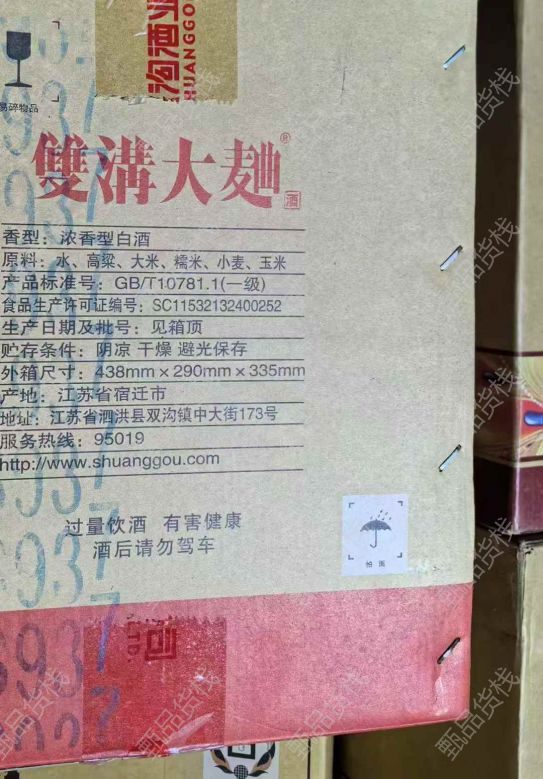 沟酒业
HUANGGO
易碎物品
雙溝大麯®
酒
香型：浓香型白酒
原料：水、高粱、大米、糯米、小麦、玉米
产品标准号：GB/T10781.1(一级)
食品生产许可证编号：SC11532132400252
生产日期及批号：见箱顶
贮存条件：阴凉 干燥 避光保存
外箱尺寸：438mm×290mm×335mm
产地：江苏省宿迁市
地址：江苏省泗洪县双沟镇中大街173号
服务热线：95019
http://www.shuanggou.com
过量饮酒 有害健康
酒后请勿驾车
怕雨
6937
甄品货栈